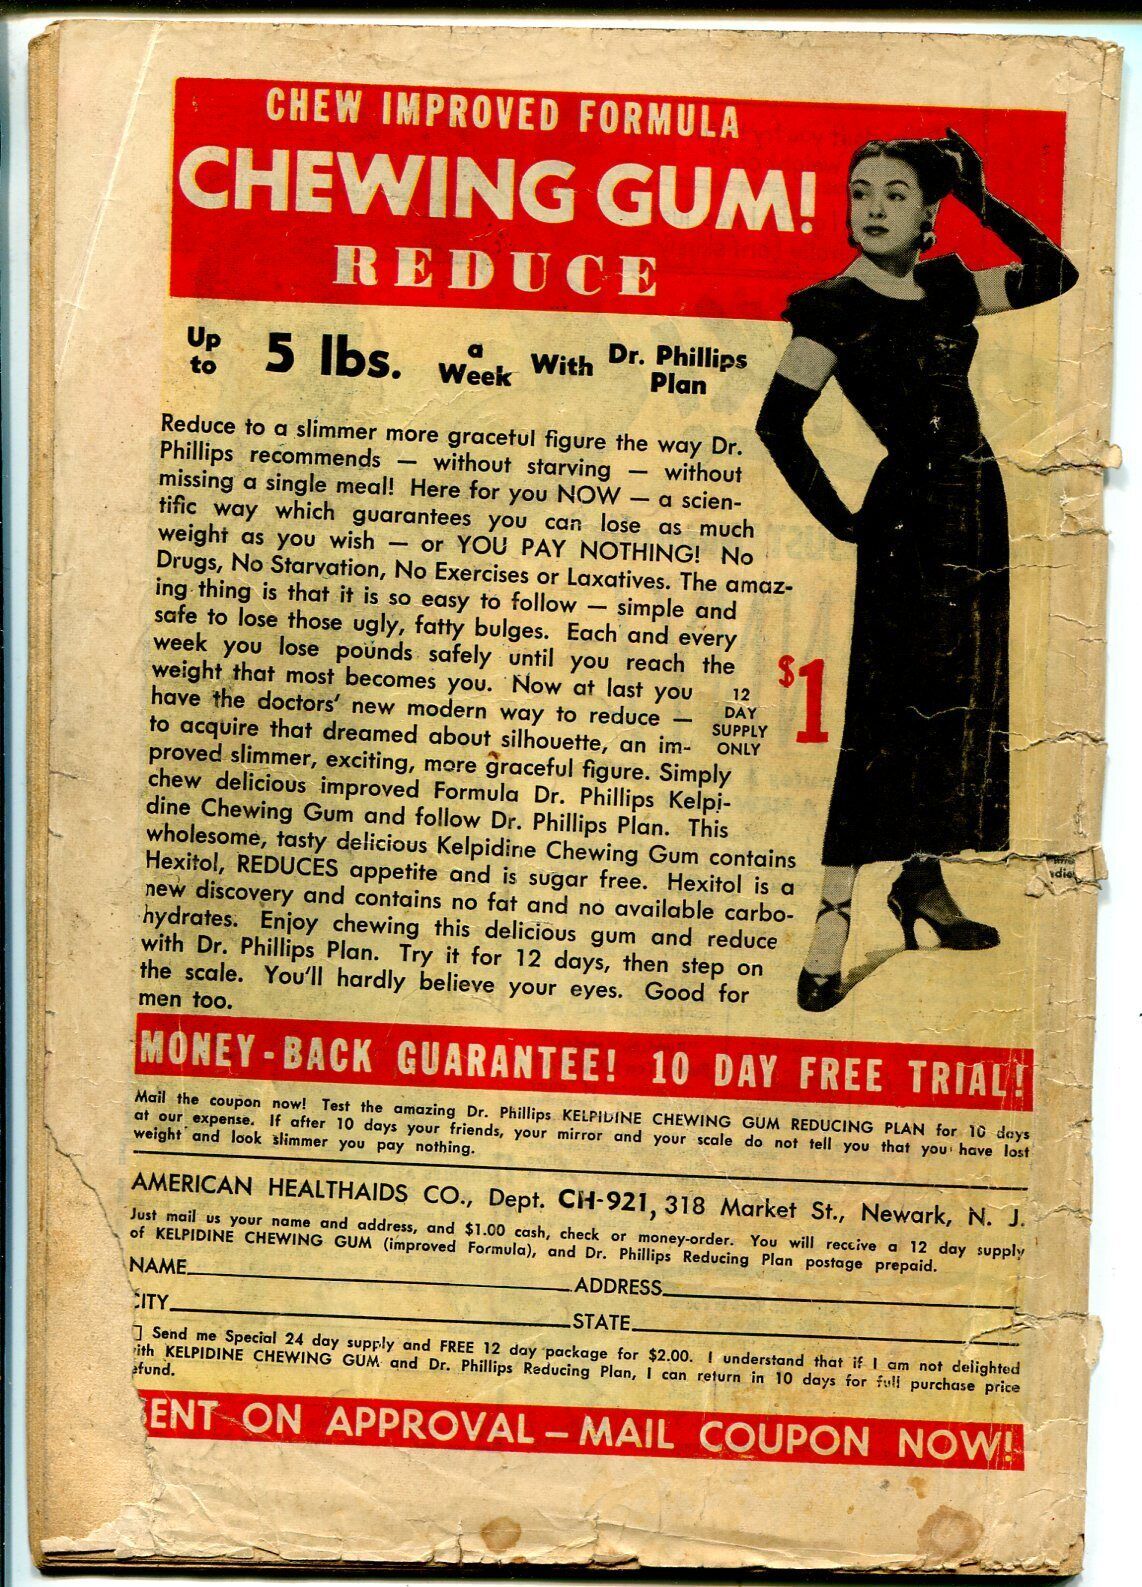 CHEW IMPROVED FORMULA
CHEWING GUM!
REDUCE
Up to 5 lbs. a Week With Dr. Phillips Plan
Reduce to a slimmer more graceful figure the way Dr.
Phillips recommends — without starving — without
missing a single meal! Here for you NOW — a scien-
tific way which guarantees you can lose as much
weight as you wish — or YOU PAY NOTHING! No
Drugs, No Starvation, No Exercises or Laxatives. The amaz-
ing thing is that it is so easy to follow — simple and
safe to lose those ugly, fatty bulges. Each and every
week you lose pounds safely until you reach the
weight that most becomes you. Now at last you
have the doctors' new modern way to reduce —
to acquire that dreamed about silhouette, an im-
proved slimmer, exciting, more graceful figure. Simply
chew delicious improved Formula Dr. Phillips Kelpi-
dine Chewing Gum and follow Dr. Phillips Plan. This
wholesome, tasty delicious Kelpidine Chewing Gum contains
Hexitol, REDUCES appetite and is sugar free. Hexitol is a
new discovery and contains no fat and no available carbo-
hydrates. Enjoy chewing this delicious gum and reduce
with Dr. Phillips Plan. Try it for 12 days, then step on
the scale. You'll hardly believe your eyes. Good for
men too.
12
DAY
SUPPLY
ONLY
$1
MONEY-BACK GUARANTEE! 10 DAY FREE TRIAL!
Mail the coupon now! Test the amazing Dr. Phillips KELPIDINE CHEWING GUM REDUCING PLAN for 10 days
at our expense. If after 10 days your friends, your mirror and your scale do not tell you that you have lost
weight and look slimmer you pay nothing.
AMERICAN HEALTHAIDS CO., Dept. CH-921, 318 Market St., Newark, N. J.
Just mail us your name and address, and $1.00 cash, check or money-order. You will receive a 12 day supply
of KELPIDINE CHEWING GUM (improved Formula), and Dr. Phillips Reducing Plan postage prepaid.
NAME ADDRESS
CITY STATE
Send me Special 24 day supply and FREE 12 day package for $2.00. I understand that if I am not delighted
ith KELPIDINE CHEWING GUM and Dr. Phillips Reducing Plan, I can return in 10 days for full purchase price
efund.
ENT ON APPROVAL — MAIL COUPON NOW!